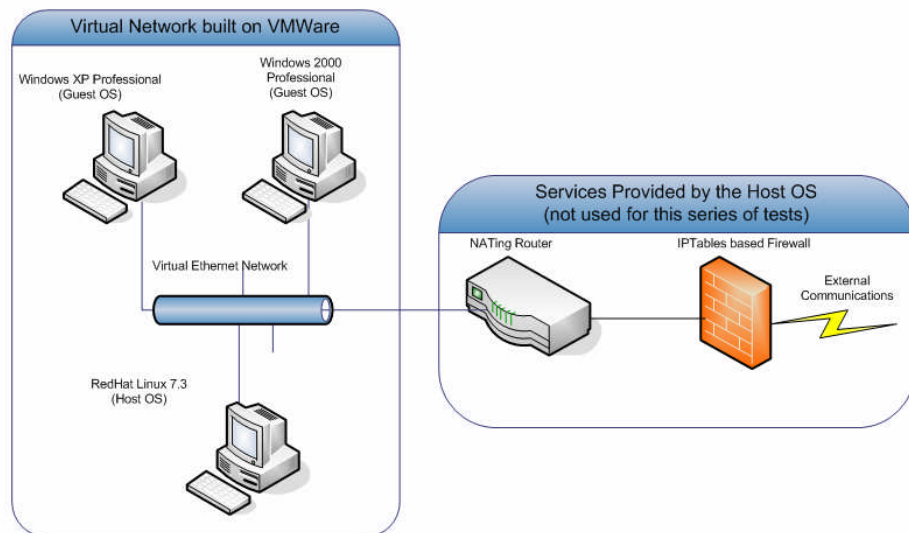 Virtual Network built on VMWare
Windows XP Professional
(Guest OS)
Windows 2000
Professional
(Guest OS)
Virtual Ethernet Network
RedHat Linux 7.3
(Host OS)
Services Provided by the Host OS
(not used for this series of tests)
NATing Router
IPTables based Firewall
External
Communications